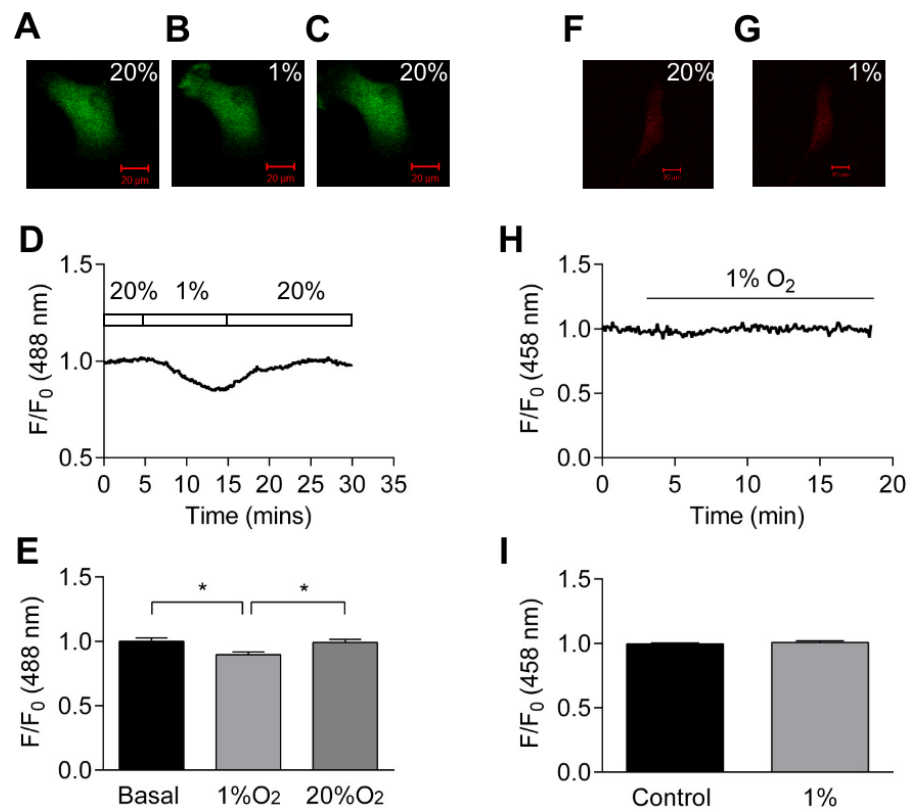 A
B
C
F
G
20%
1%
20%
20%
1%
20 µm
20 µm
20 µm
20 µm
20 µm
D
1.5
1.0
0.5
F/F₀ (488 nm)
20% 1% 20%
0 5 10 15 20 25 30 35
Time (mins)
H
1.5
1.0
0.5
0.0
F/F₀ (458 nm)
1% O₂
0 5 10 15 20
Time (min)
E
1.5
1.0
0.5
0.0
F/F₀ (488 nm)
* *
Basal 1%O₂ 20%O₂
I
1.5
1.0
0.5
0.0
F/F₀ (458 nm)
Control 1%